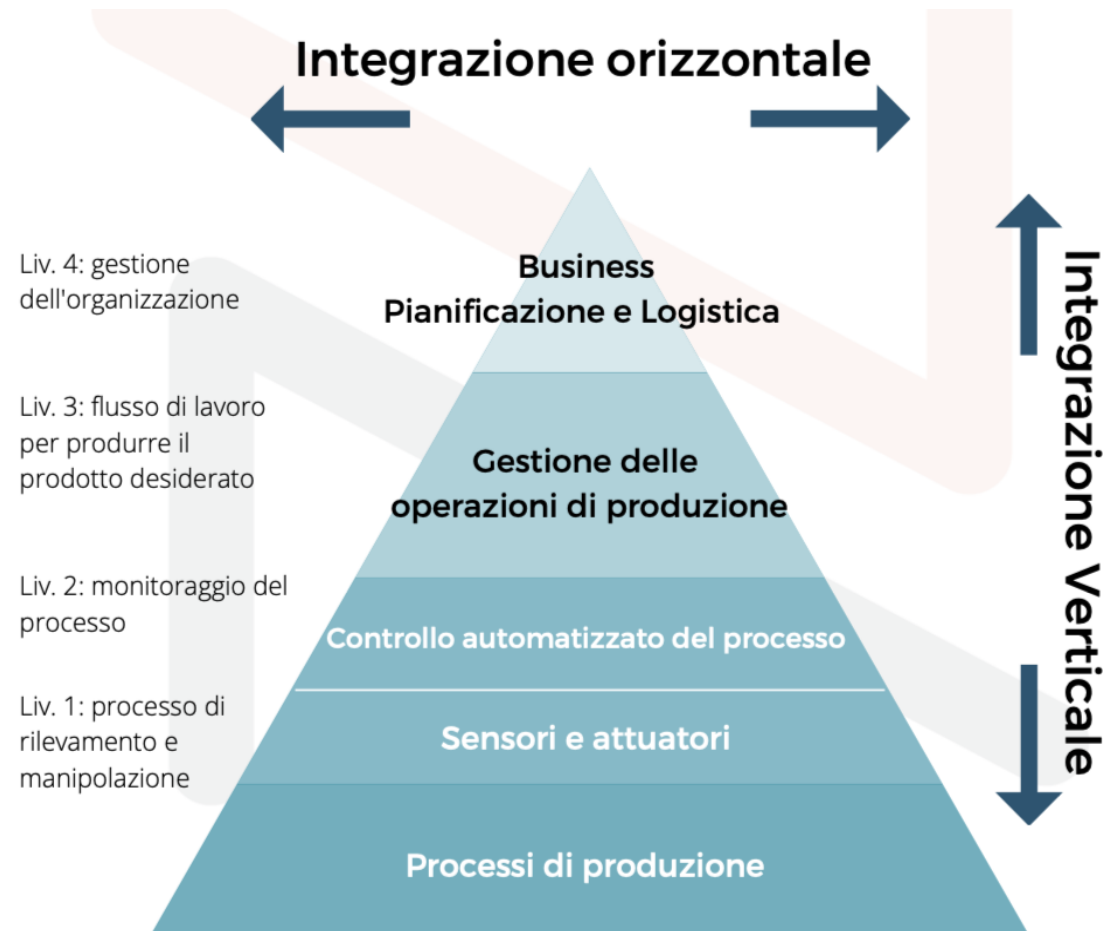 Integrazione orizzontale
Liv. 4: gestione
dell'organizzazione
Business
Pianificazione e Logistica
Liv. 3: flusso di lavoro
per produrre il
prodotto desiderato
Gestione delle
operazioni di produzione
Liv. 2: monitoraggio del
processo
Controllo automatizzato del processo
Liv. 1: processo di
rilevamento e
manipolazione
Sensori e attuatori
Processi di produzione
Integrazione Verticale